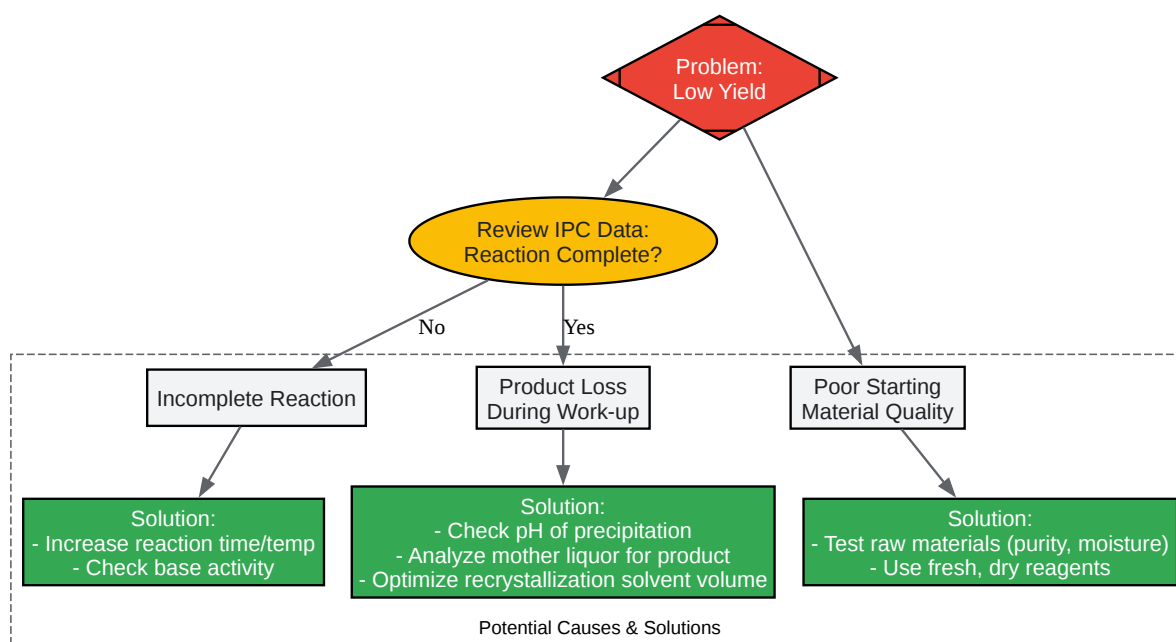 Problem:
Low Yield
Review IPC Data:
Reaction Complete?
No
Yes
Incomplete Reaction
Product Loss
During Work-up
Poor Starting
Material Quality
Solution:
- Increase reaction time/temp
- Check base activity
Solution:
- Check pH of precipitation
- Analyze mother liquor for product
- Optimize recrystallization solvent volume
Solution:
- Test raw materials (purity, moisture)
- Use fresh, dry reagents
Potential Causes & Solutions